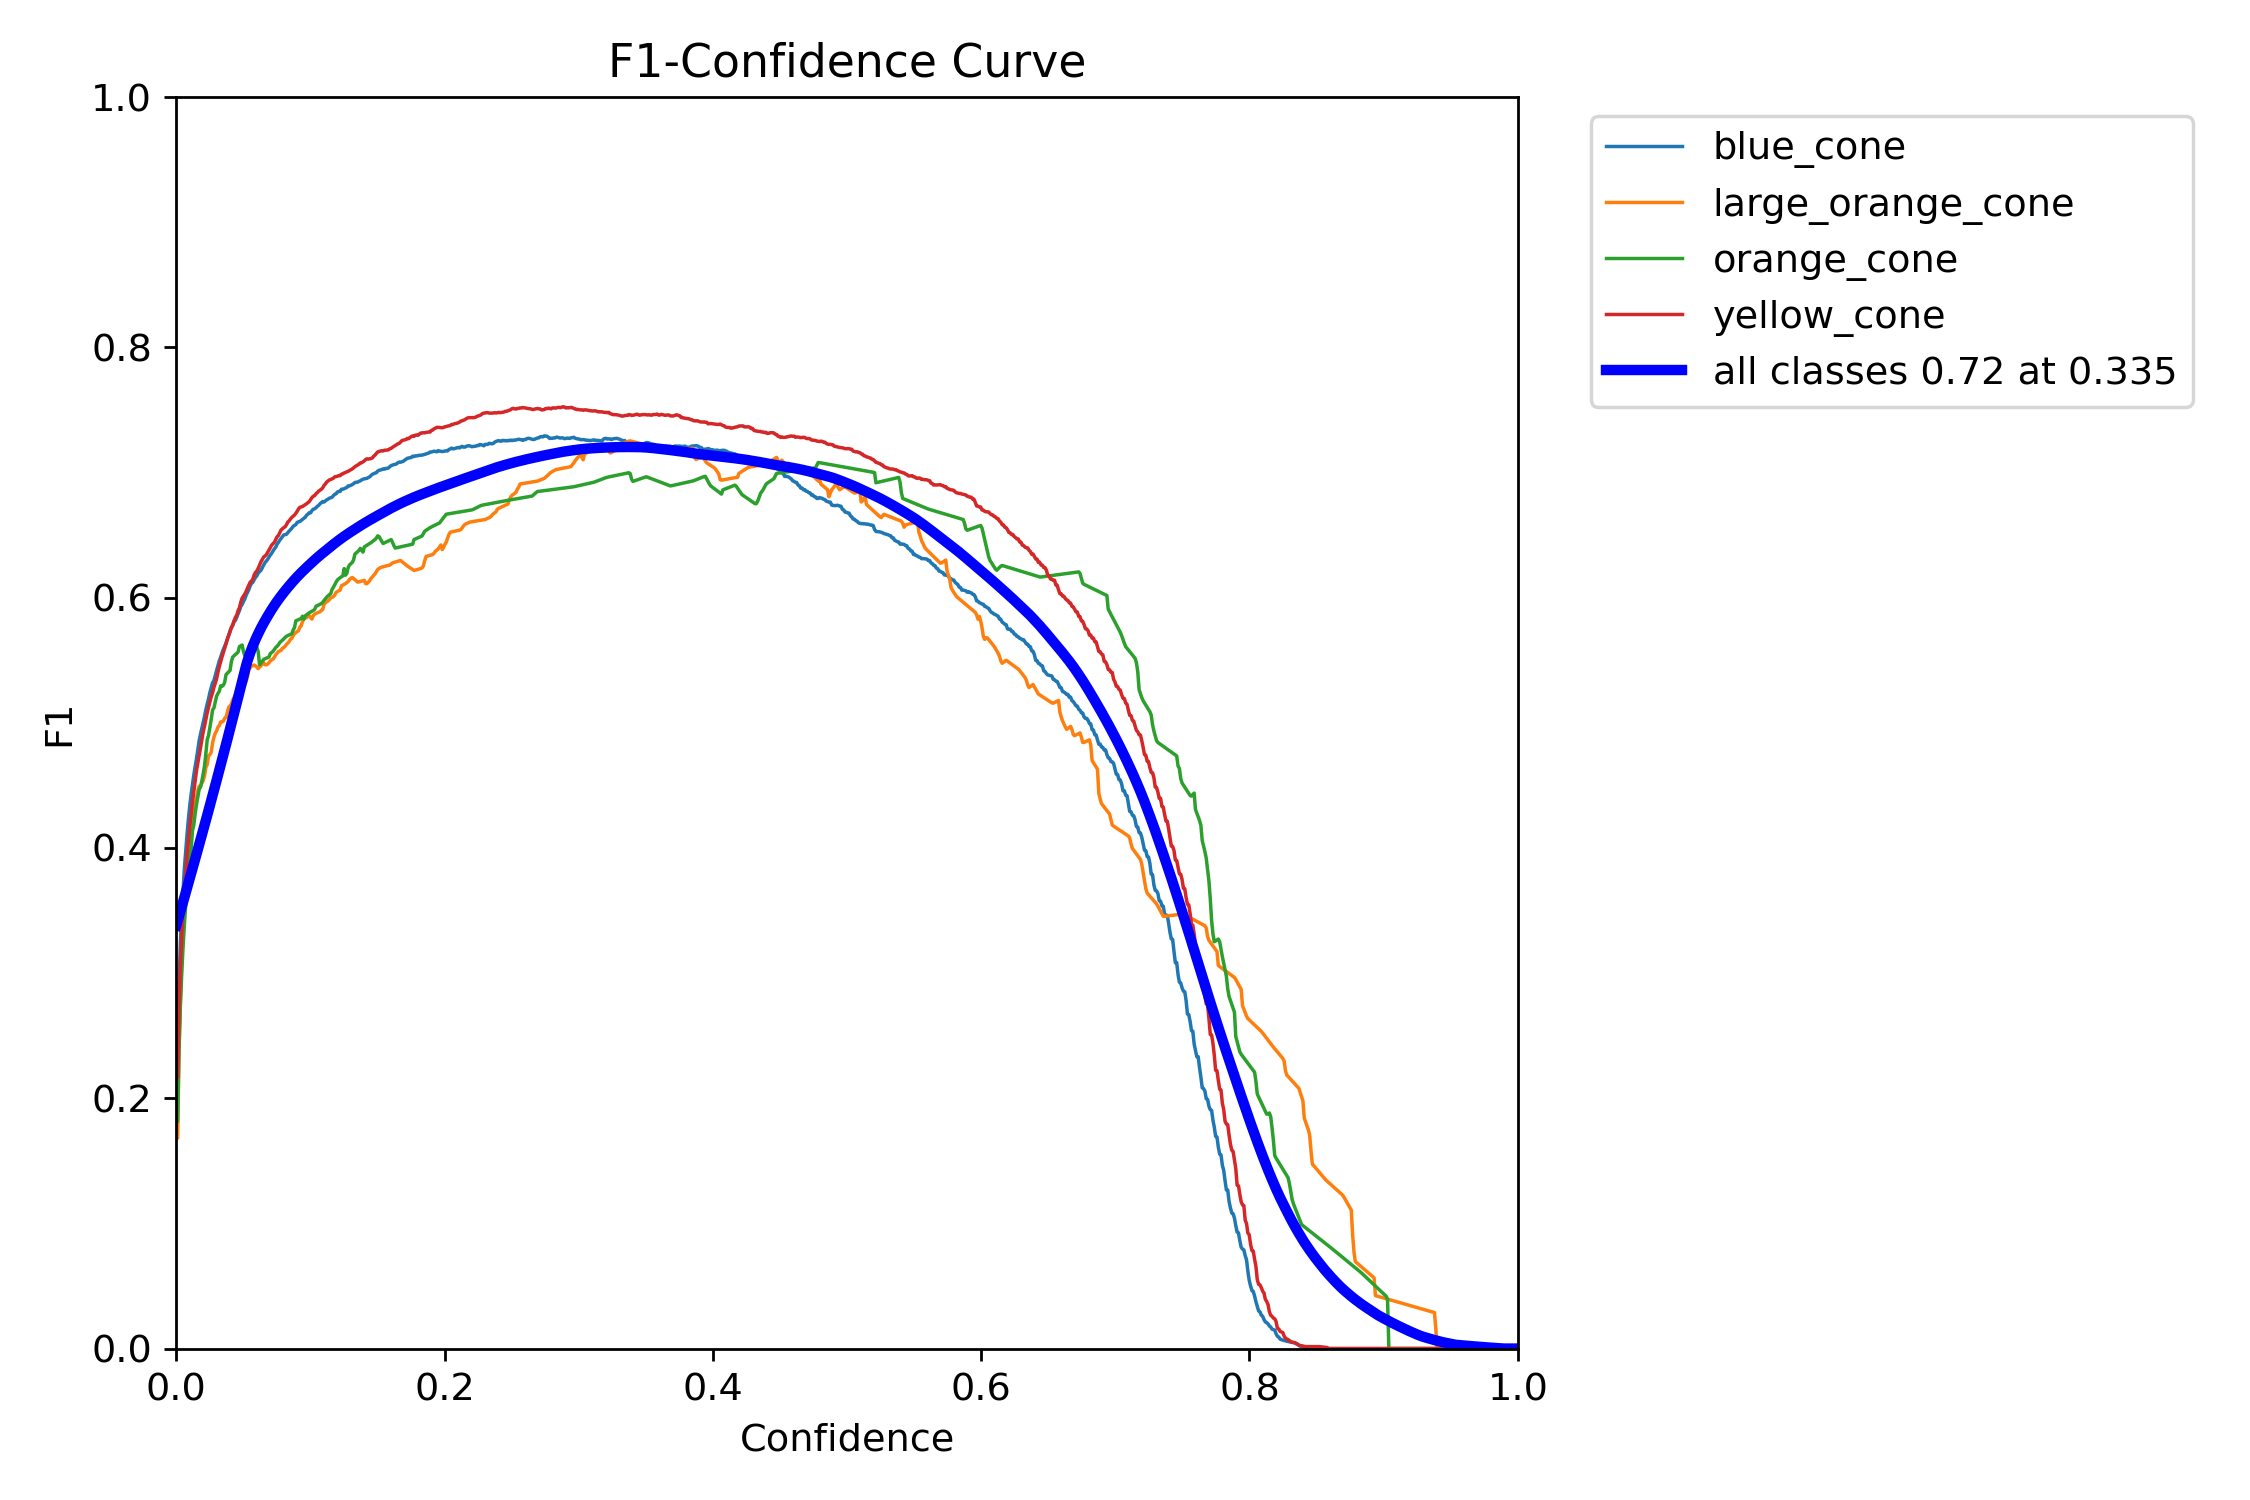 F1-Confidence Curve
1.0
0.8
0.6
0.4
0.2
0.0
F1
0.0 0.2 0.4 0.6 0.8 1.0
Confidence
blue_cone
large_orange_cone
orange_cone
yellow_cone
all classes 0.72 at 0.335